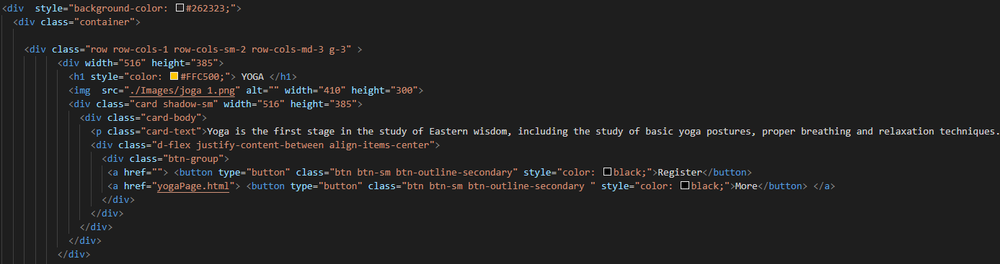 <div  style="background-color: #262323;">
<div class="container">
<div class="row row-cols-1 row-cols-sm-2 row-cols-md-3 g-3" >
<div width="516" height="385">
<h1 style="color: #FFC500;"> YOGA </h1>
<img  src="./Images/joga 1.png" alt="" width="410" height="300">
<div class="card shadow-sm" width="516" height="385">
<div class="card-body">
<p class="card-text">Yoga is the first stage in the study of Eastern wisdom, including the study of basic yoga postures, proper breathing and relaxation techniques.
<div class="d-flex justify-content-between align-items-center">
<div class="btn-group">
<a href=""> <button type="button" class="btn btn-sm btn-outline-secondary" style="color: black;">Register</button>
<a href="yogaPage.html"> <button type="button" class="btn btn-sm btn-outline-secondary " style="color: black;">More</button> </a>
</div>
</div>
</div>
</div>
</div>